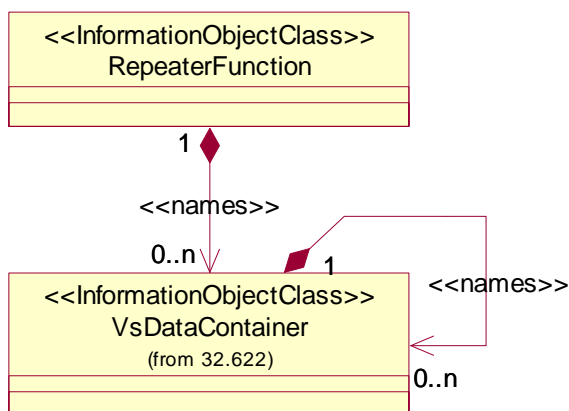 <<InformationObjectClass>>
RepeaterFunction
1
<<names>>
0..n
1
<<InformationObjectClass>>
VsDataContainer
(from 32.622)
<<names>>
0..n